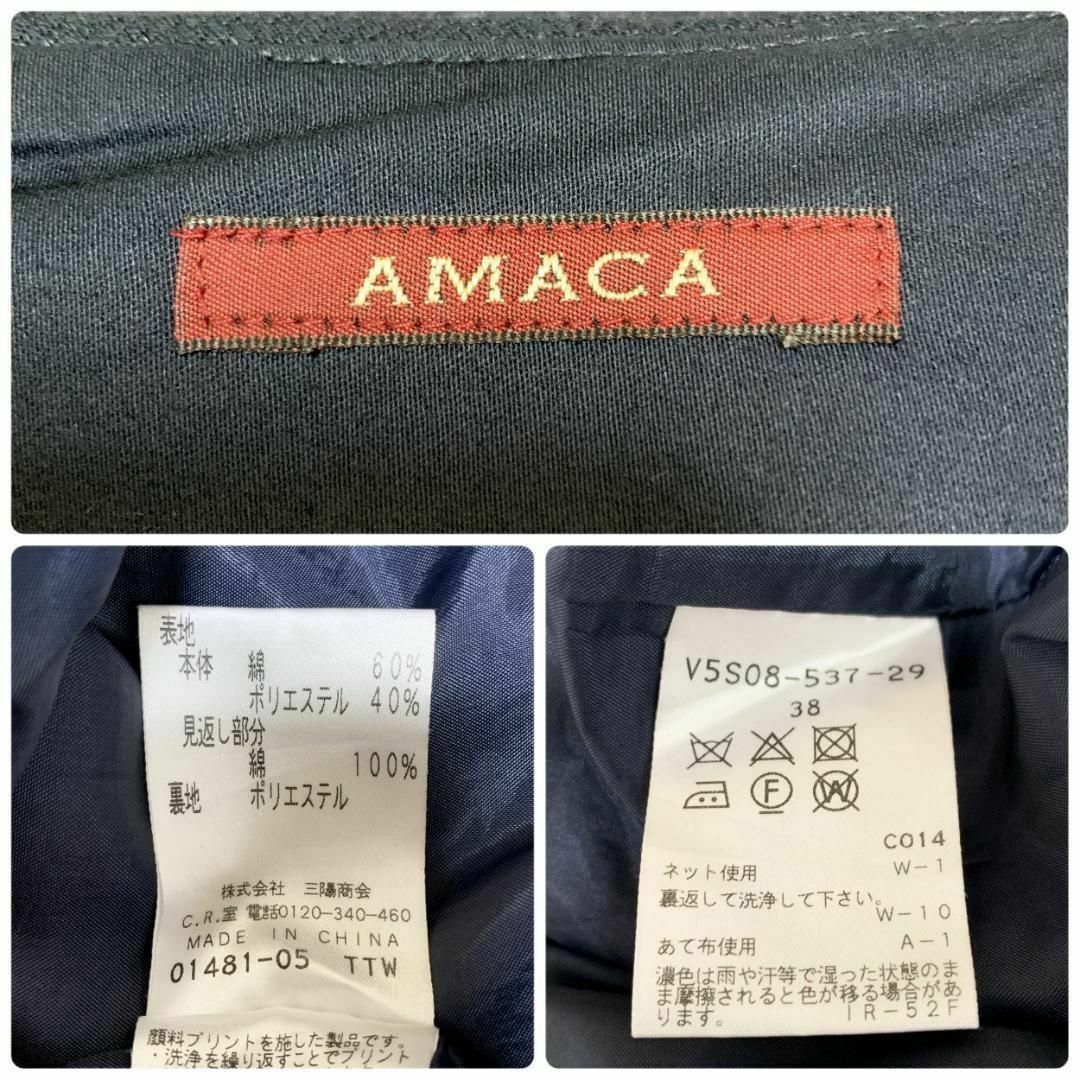 AMACA
表地
本体 綿 60%
ポリエステル 40%
見返し部分
綿 100%
裏地 ポリエステル
株式会社 三陽商会
C.R.室 電話0120-340-460
MADE IN CHINA
01481-05 TTW
顔料プリントを施した製品です。
・洗浄を繰り返すことでプリント
V5S08-537-29
38
F
W
C014
ネット使用 W-1
裏返して洗浄して下さい。
W-10
あて布使用 A-1
濃色は雨や汗等で湿った状態のま
ま摩擦されると色が移る場合があ
ります。 IR-52F